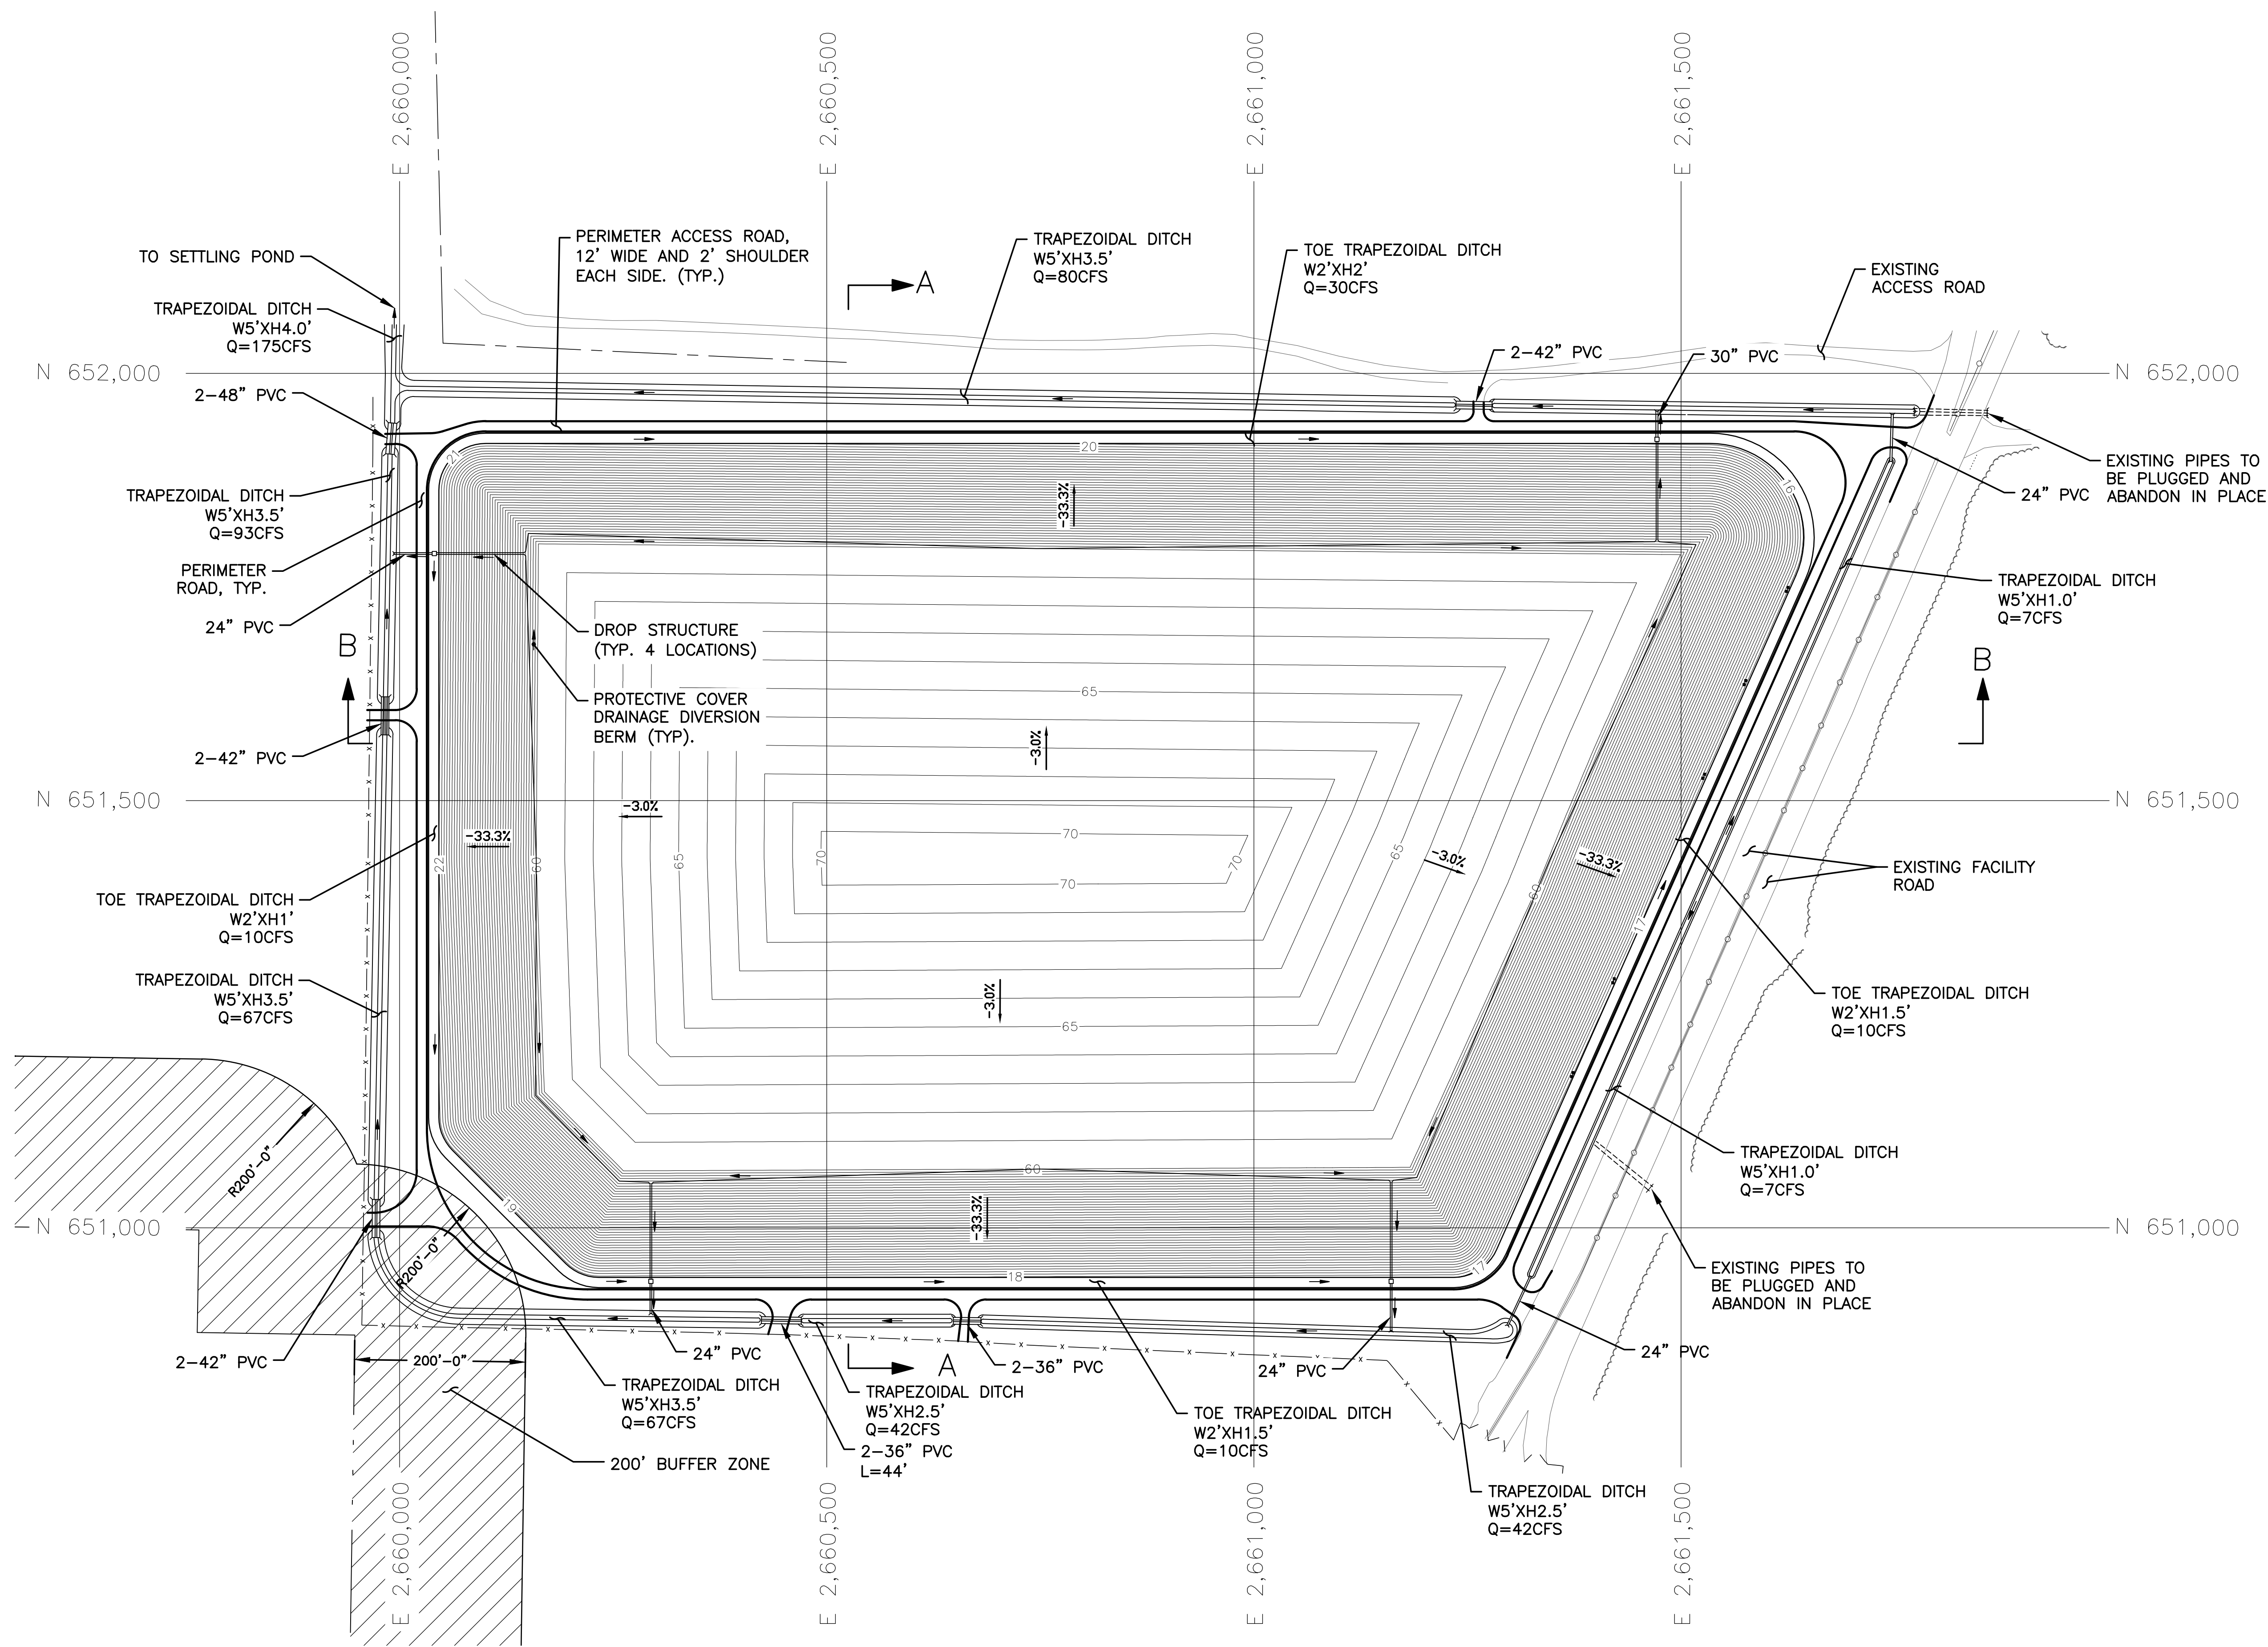 E 2,660,000
E 2,660,500
E 2,661,000
E 2,661,500
TO SETTLING POND
TRAPEZOIDAL DITCH
W5'XH4.0'
Q=175CFS
PERIMETER ACCESS ROAD,
12' WIDE AND 2' SHOULDER
EACH SIDE. (TYP.)
A
TRAPEZOIDAL DITCH
W5'XH3.5'
Q=80CFS
TOE TRAPEZOIDAL DITCH
W2'XH2'
Q=30CFS
EXISTING
ACCESS ROAD
N 652,000
2-42" PVC
30" PVC
N 652,000
2-48" PVC
21
20
16
EXISTING PIPES TO
BE PLUGGED AND
ABANDON IN PLACE
24" PVC
TRAPEZOIDAL DITCH
W5'XH3.5'
Q=93CFS
-33.3%
PERIMETER
ROAD, TYP.
24" PVC
B
DROP STRUCTURE
(TYP. 4 LOCATIONS)
PROTECTIVE COVER
DRAINAGE DIVERSION
BERM (TYP).
65
-3.0%
TRAPEZOIDAL DITCH
W5'XH1.0'
Q=7CFS
B
2-42" PVC
N 651,500
-3.0%
N 651,500
-33.3%
22
60
65
70
70
70
70
65
-3.0%
60
-33.3%
17
EXISTING FACILITY
ROAD
TOE TRAPEZOIDAL DITCH
W2'XH1'
Q=10CFS
TRAPEZOIDAL DITCH
W5'XH3.5'
Q=67CFS
-3.0%
65
TOE TRAPEZOIDAL DITCH
W2'XH1.5'
Q=10CFS
R200'-0"
60
TRAPEZOIDAL DITCH
W5'XH1.0'
Q=7CFS
N 651,000
19
-33.3%
N 651,000
R200'-0"
18
17
EXISTING PIPES TO
BE PLUGGED AND
ABANDON IN PLACE
2-42" PVC
200'-0"
24" PVC
A
2-36" PVC
24" PVC
24" PVC
TRAPEZOIDAL DITCH
W5'XH3.5'
Q=67CFS
TRAPEZOIDAL DITCH
W5'XH2.5'
Q=42CFS
2-36" PVC
L=44'
TOE TRAPEZOIDAL DITCH
W2'XH1.5'
Q=10CFS
200' BUFFER ZONE
TRAPEZOIDAL DITCH
W5'XH2.5'
Q=42CFS
E 2,660,000
E 2,660,500
E 2,661,000
E 2,661,500